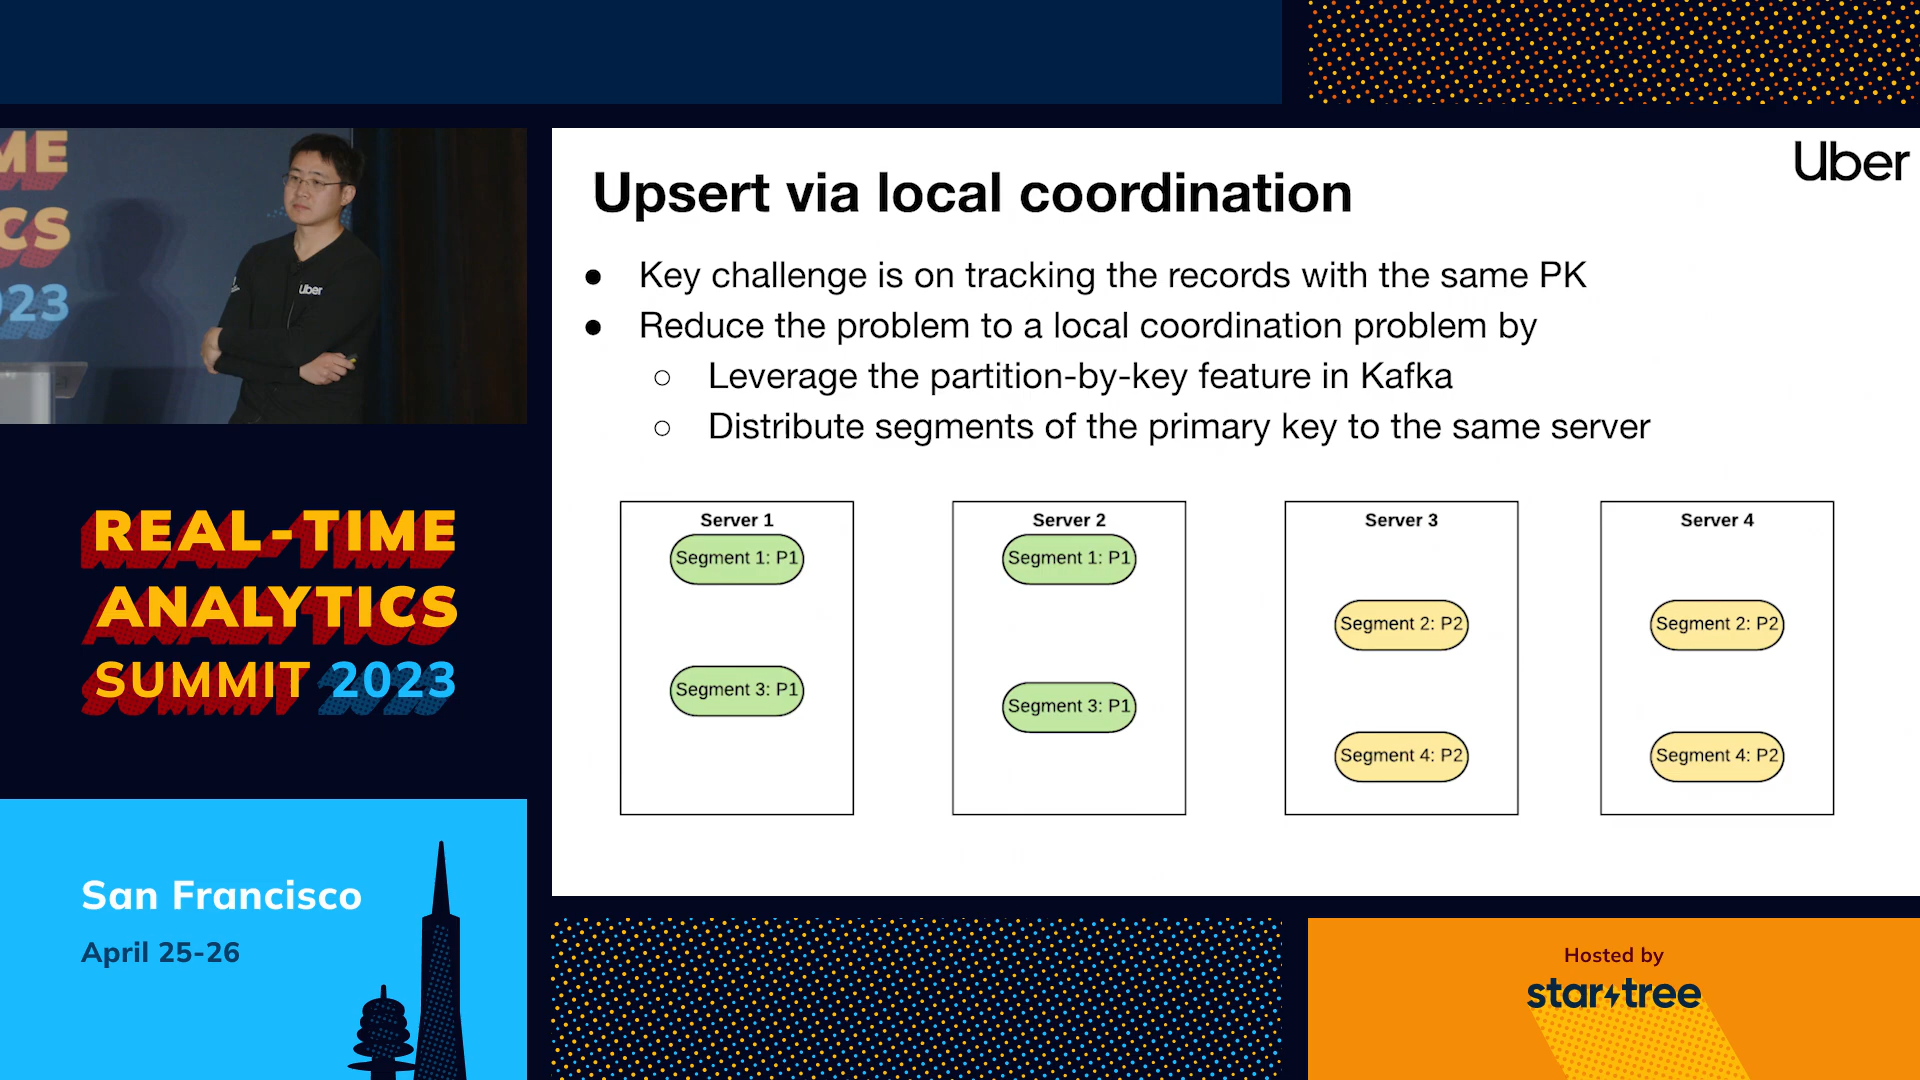 ME
CS
023
Uber
REAL-TIME
ANALYTICS
SUMMIT 2023
San Francisco
April 25-26
Uber
Upsert via local coordination
● Key challenge is on tracking the records with the same PK
● Reduce the problem to a local coordination problem by
○ Leverage the partition-by-key feature in Kafka
○ Distribute segments of the primary key to the same server
Server 1
Segment 1: P1
Segment 3: P1
Server 2
Segment 1: P1
Segment 3: P1
Server 3
Segment 2: P2
Segment 4: P2
Server 4
Segment 2: P2
Segment 4: P2
Hosted by
startree